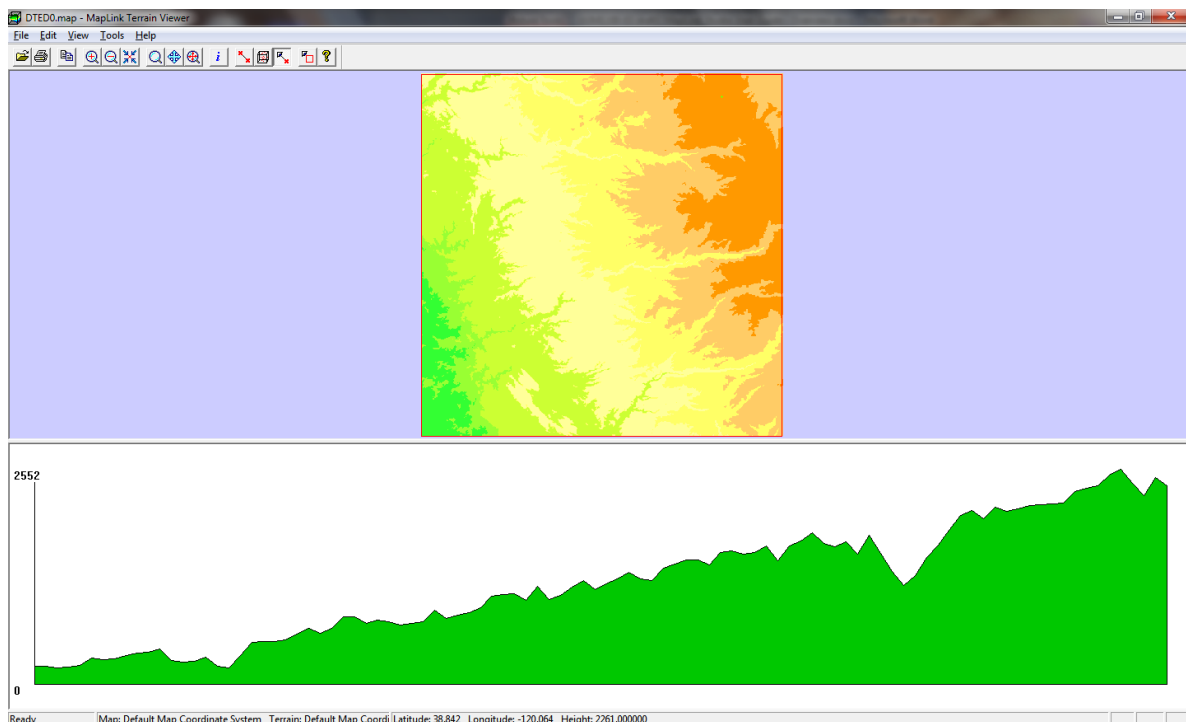 DTED0.map - MapLink Terrain Viewer
File Edit View Tools Help
2552
0
Ready Map: Default Map Coordinate System Terrain: Default Map Coordi Latitude: 38.842 Longitude: -120.064 Height: 2261.000000